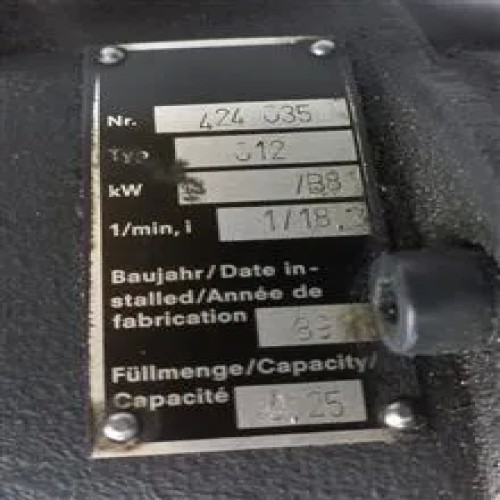 Nr. 424 035
Typ 012
kW /B8
1/min, i 1/18,
Baujahr/Date in-
stalled/Année de
fabrication
Füllmenge/Capacity/
Capacité ,25